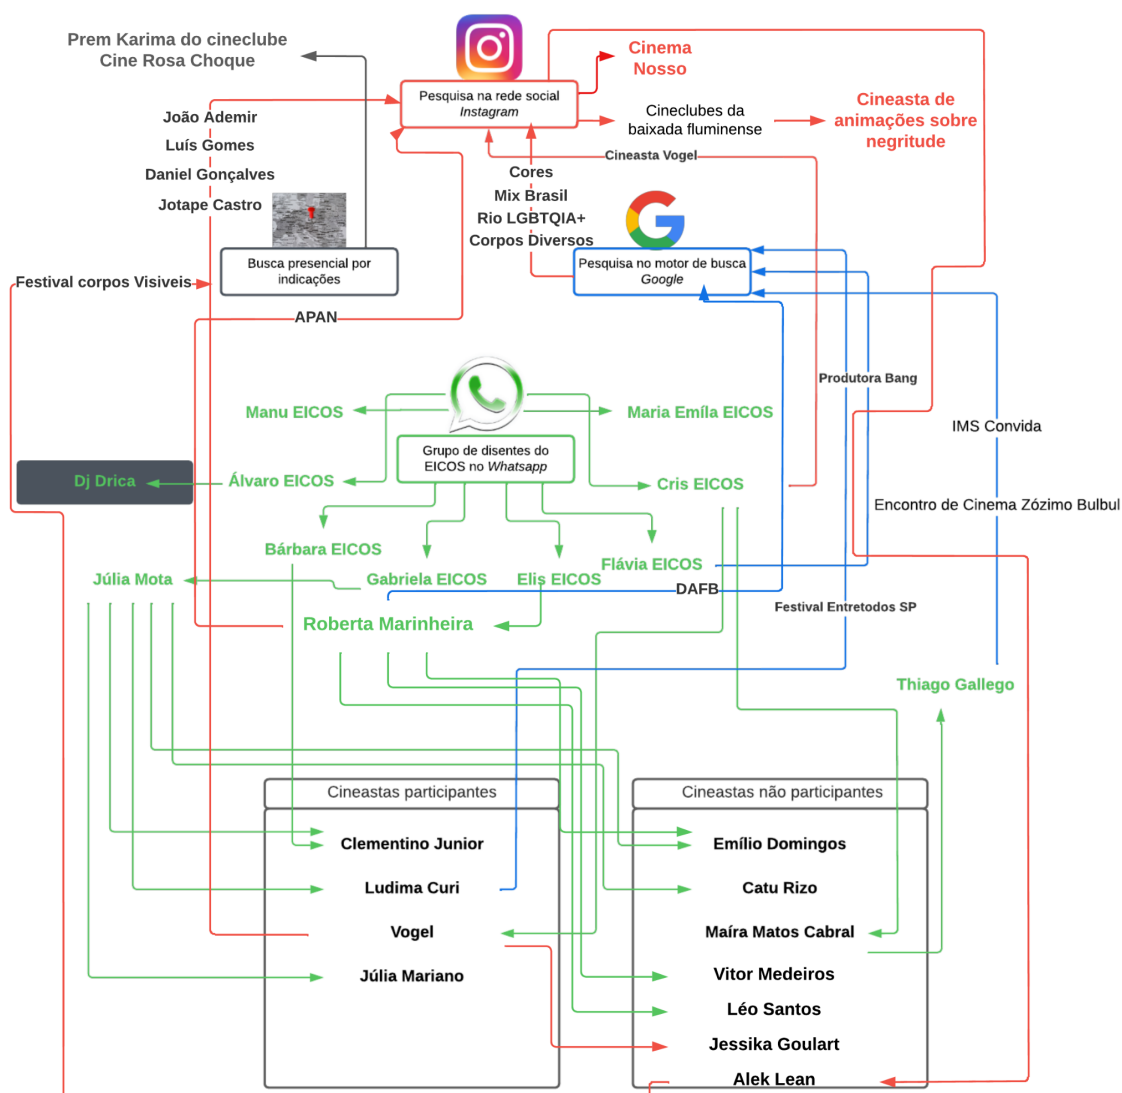 Prem Karima do cineclube
Cine Rosa Choque
Pesquisa na rede social
Instagram
Cinema
Nosso
Cineclubes da
baixada fluminense
Cineasta de
animações sobre
negritude
João Ademir
Luís Gomes
Daniel Gonçalves
Jotape Castro
Cineasta Vogel
Cores
Mix Brasil
Rio LGBTQIA+
Corpos Diversos
Busca presencial por
indicações
Pesquisa no motor de busca
Google
Festival corpos Visiveis
APAN
Produtora Bang
Manu EICOS
Maria Emíla EICOS
IMS Convida
Grupo de disentes do
EICOS no Whatsapp
Dj Drica
Álvaro EICOS
Cris EICOS
Encontro de Cinema Zózimo Bulbul
Bárbara EICOS
Flávia EICOS
Júlia Mota
Gabriela EICOS
Elis EICOS
DAFB
Festival Entretodos SP
Roberta Marinheira
Thiago Gallego
Cineastas participantes
Clementino Junior
Ludima Curi
Vogel
Júlia Mariano
Cineastas não participantes
Emílio Domingos
Catu Rizo
Maíra Matos Cabral
Vitor Medeiros
Léo Santos
Jessika Goulart
Alek Lean